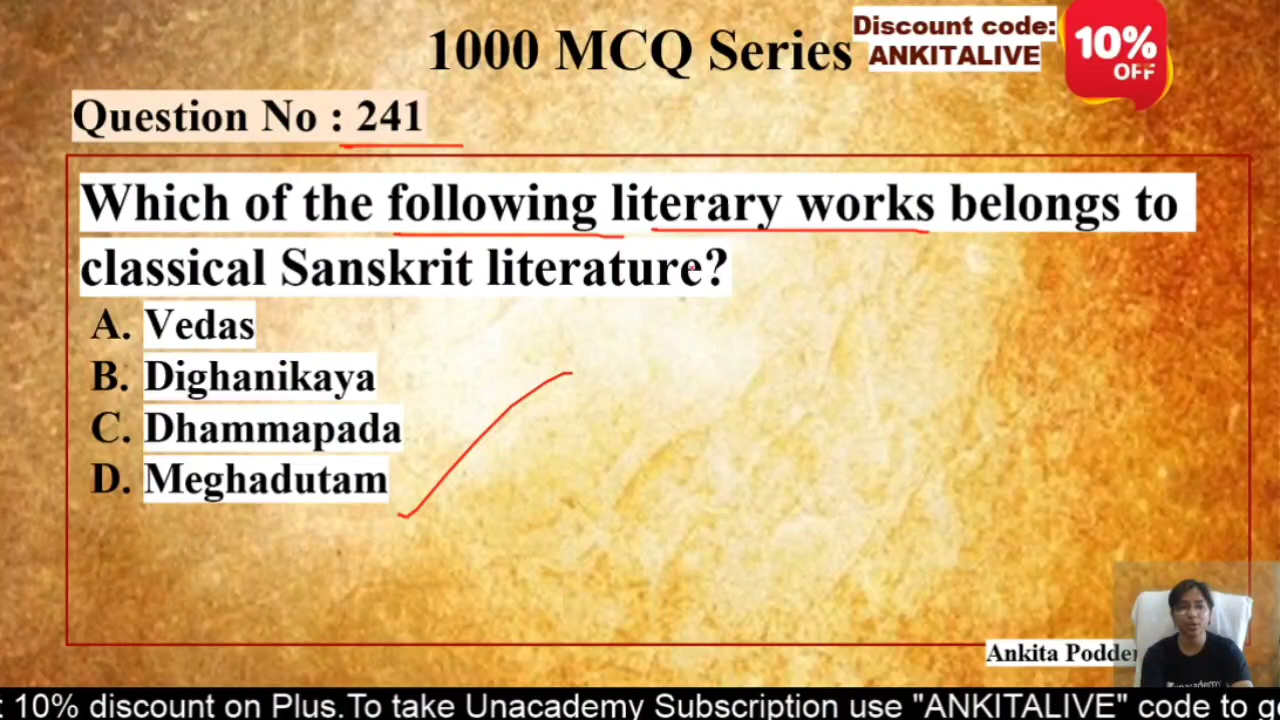 1000 MCQ Series
Discount code:
ANKITALIVE
10%
OFF
Question No : 241
Which of the following literary works belongs to
classical Sanskrit literature?
A. Vedas
B. Dighanikaya
C. Dhammapada
D. Meghadutam
Ankita Podder
: 10% discount on Plus.To take Unacademy Subscription use "ANKITALIVE" code to g